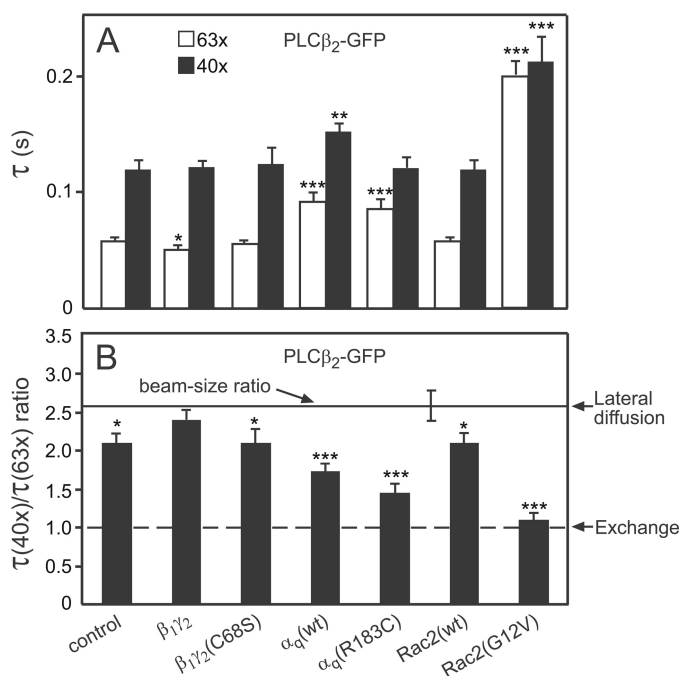 A
63x
40x
PLCβ₂-GFP
τ (s)
0.2
0.1
0
*
***
**
***
***
***
B
PLCβ₂-GFP
beam-size ratio
Lateral
diffusion
Exchange
τ(40x)/τ(63x) ratio
3.5
3.0
2.5
2.0
1.5
1.0
0.5
0
*
*
***
***
*
***
control
β₁γ₂
β₁γ₂(C68S)
αq(wt)
αq(R183C)
Rac2(wt)
Rac2(G12V)